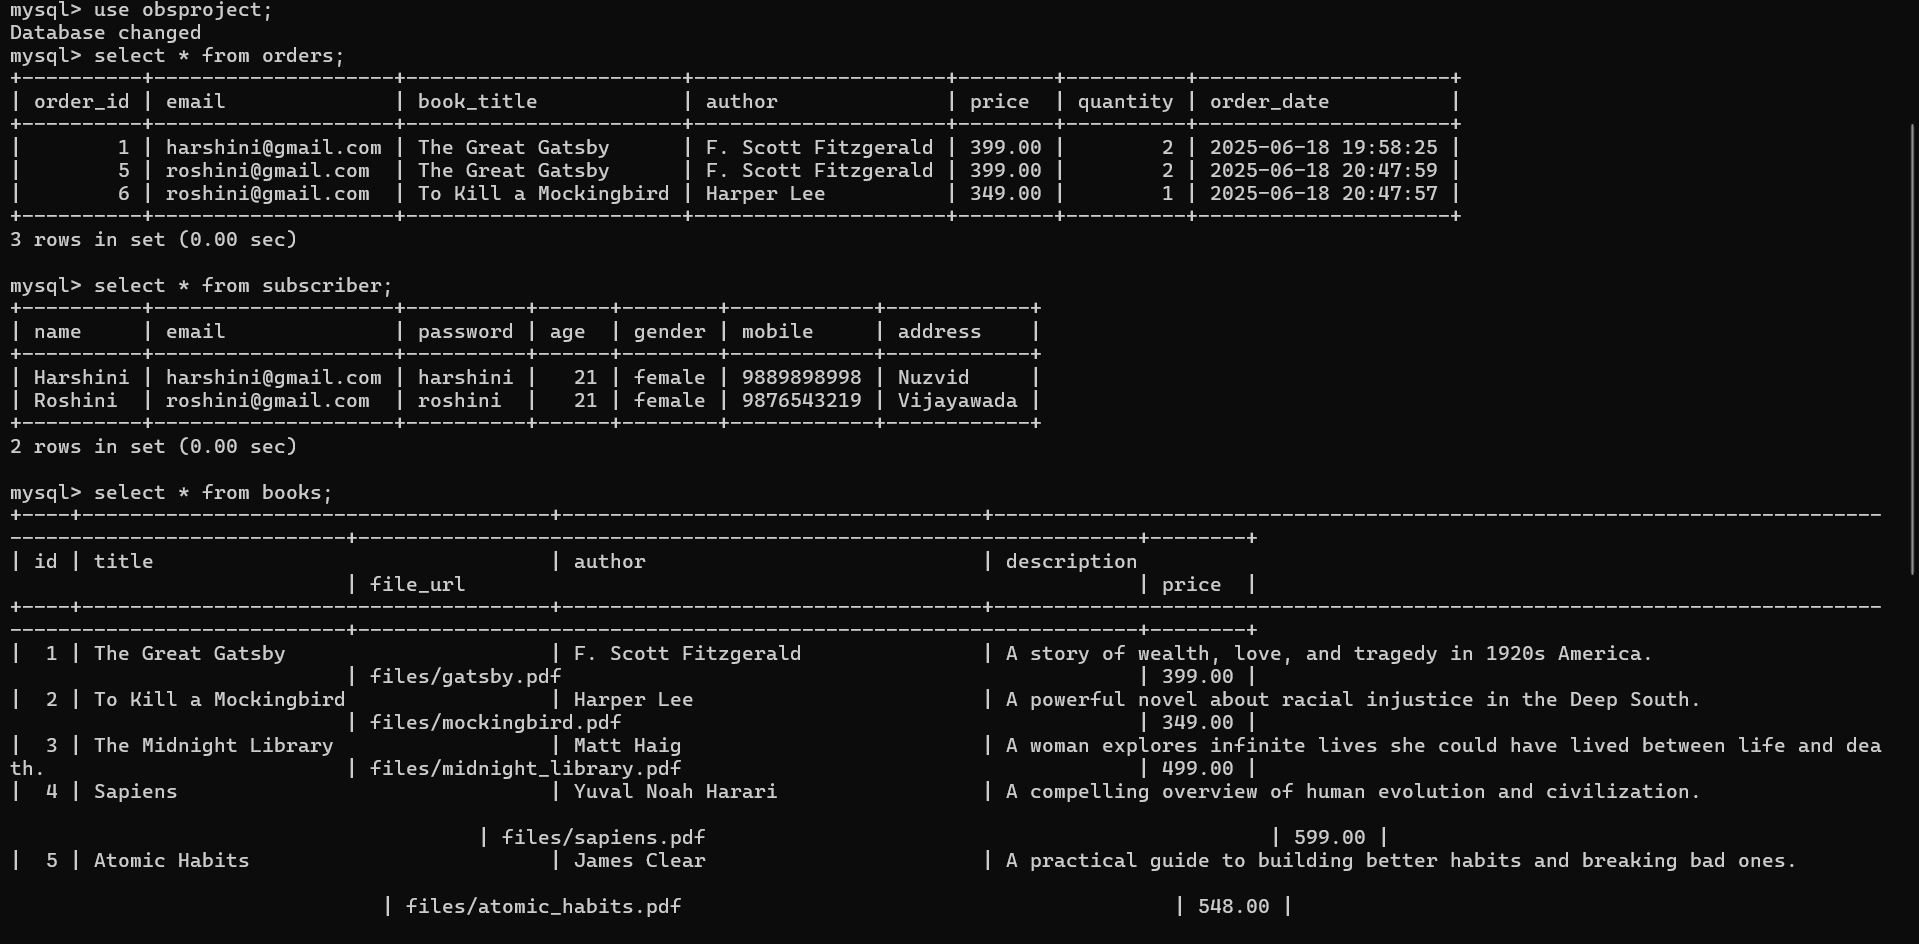 mysql> use obsproject;
Database changed
mysql> select * from orders;
+----------+--------------------+-----------------------+---------------------+--------+----------+---------------------+
| order_id | email              | book_title            | author              | price  | quantity | order_date          |
+----------+--------------------+-----------------------+---------------------+--------+----------+---------------------+
|        1 | harshini@gmail.com | The Great Gatsby      | F. Scott Fitzgerald | 399.00 |        2 | 2025-06-18 19:58:25 |
|        5 | roshini@gmail.com  | The Great Gatsby      | F. Scott Fitzgerald | 399.00 |        2 | 2025-06-18 20:47:59 |
|        6 | roshini@gmail.com  | To Kill a Mockingbird | Harper Lee          | 349.00 |        1 | 2025-06-18 20:47:57 |
+----------+--------------------+-----------------------+---------------------+--------+----------+---------------------+
3 rows in set (0.00 sec)

mysql> select * from subscriber;
+----------+--------------------+----------+------+--------+------------+------------+
| name     | email              | password | age  | gender | mobile     | address    |
+----------+--------------------+----------+------+--------+------------+------------+
| Harshini | harshini@gmail.com | harshini |   21 | female | 9889898998 | Nuzvid     |
| Roshini  | roshini@gmail.com  | roshini  |   21 | female | 9876543219 | Vijayawada |
+----------+--------------------+----------+------+--------+------------+------------+
2 rows in set (0.00 sec)

mysql> select * from books;
+----+---------------------------------------+-----------------------------------+--------------------------------------------------------------------------
----------------------------+-----------------------------------------------------------------+--------+
| id | title                                 | author                            | description
                            | file_url                                                        | price  |
+----+---------------------------------------+-----------------------------------+--------------------------------------------------------------------------
----------------------------+-----------------------------------------------------------------+--------+
|  1 | The Great Gatsby                      | F. Scott Fitzgerald               | A story of wealth, love, and tragedy in 1920s America.
                            | files/gatsby.pdf                                                | 399.00 |
|  2 | To Kill a Mockingbird                 | Harper Lee                        | A powerful novel about racial injustice in the Deep South.
                            | files/mockingbird.pdf                                           | 349.00 |
|  3 | The Midnight Library                  | Matt Haig                         | A woman explores infinite lives she could have lived between life and dea
th.                         | files/midnight_library.pdf                                      | 499.00 |
|  4 | Sapiens                               | Yuval Noah Harari                 | A compelling overview of human evolution and civilization.

                                       | files/sapiens.pdf                                               | 599.00 |
|  5 | Atomic Habits                         | James Clear                       | A practical guide to building better habits and breaking bad ones.

                               | files/atomic_habits.pdf                                         | 548.00 |